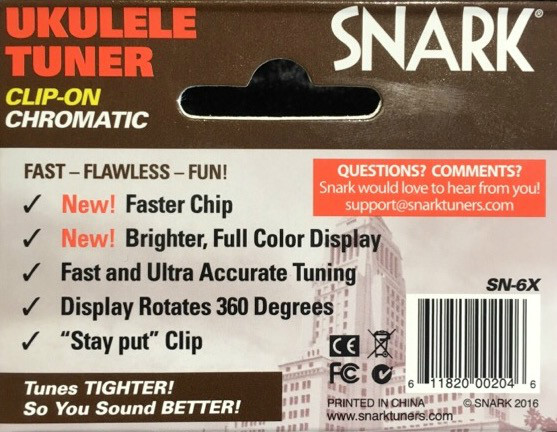 UKULELE
TUNER
CLIP-ON
CHROMATIC
SNARK®
FAST – FLAWLESS – FUN!
✓ New! Faster Chip
✓ New! Brighter, Full Color Display
✓ Fast and Ultra Accurate Tuning
✓ Display Rotates 360 Degrees
✓ “Stay put” Clip
QUESTIONS? COMMENTS?
Snark would love to hear from you!
support@snarktuners.com
SN-6X
CE
FC
6 11820 00204 6
Tunes TIGHTER!
So You Sound BETTER!
PRINTED IN CHINA
© SNARK 2016
www.snarktuners.com